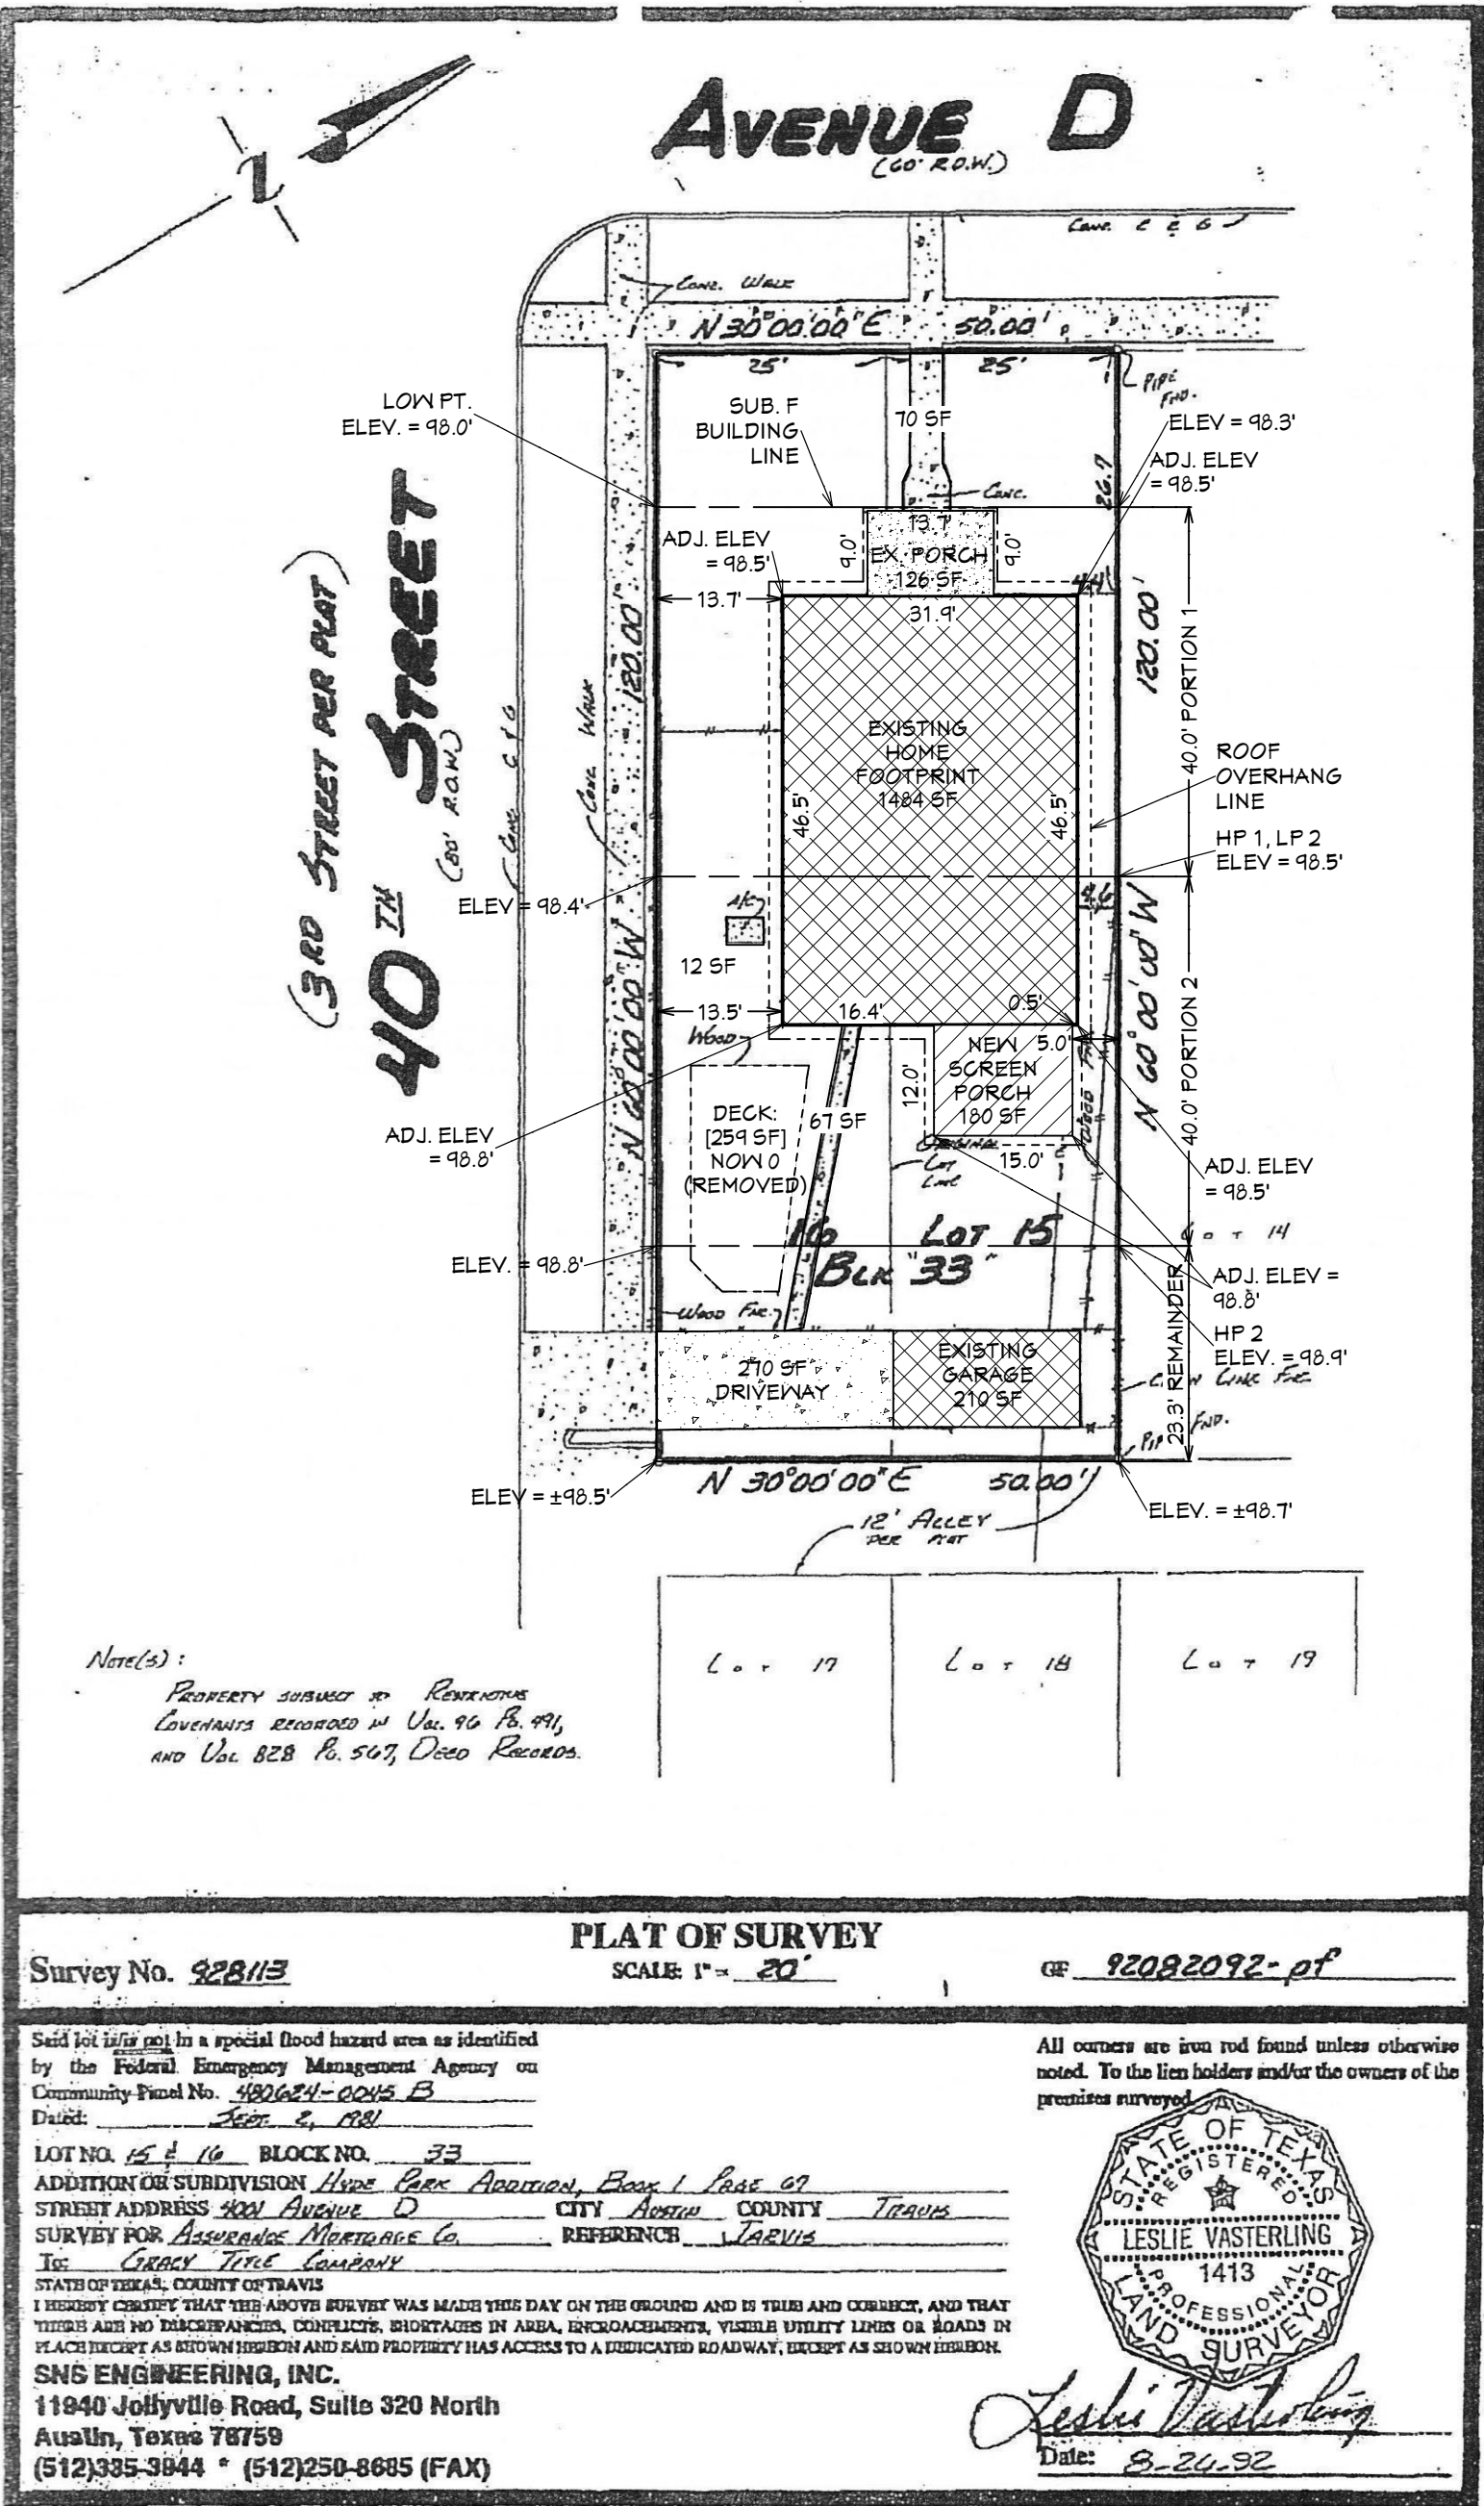 AVENUE D
(60' R.O.W.)
Conc. C & G
Conc. Walk
N 30°00'00" E 50.00'
25' 25'
PIPE
FND.
LOW PT.
ELEV. = 98.0'
SUB. F
BUILDING
LINE
70 SF
ELEV = 98.3'
ADJ. ELEV
= 98.5'
26.7
Conc.
13.7'
ADJ. ELEV
= 98.5'
9.0'
EX. PORCH
126 SF
9.0'
4.4'
13.7'
31.9'
(3RD STREET PER PLAT)
40TH STREET
(80' R.O.W.)
Conc. C & G
Conc. Walk
120.00'
N 60°00'00" W
120.00'
N 60°00'00" W
40.0' PORTION 1
EXISTING
HOME
FOOTPRINT
1484 SF
46.5'
46.5'
ROOF
OVERHANG
LINE
HP 1, LP 2
ELEV = 98.5'
ELEV = 98.4'
A/C
4.6
12 SF
40.0' PORTION 2
13.5'
16.4'
0.5'
Wood
5.0'
NEW
SCREEN
PORCH
180 SF
12.0'
15.0'
WOOD
DECK:
[259 SF]
NOW 0
(REMOVED)
67 SF
ORIGINAL
LOT
LINE
ADJ. ELEV
= 98.8'
ADJ. ELEV
= 98.5'
16 LOT 15
BLK "33"
LOT 14
ELEV. = 98.8'
ADJ. ELEV =
98.8'
HP 2
ELEV. = 98.9'
23.3' REMAINDER
Wood Fnc.
270 SF
DRIVEWAY
EXISTING
GARAGE
210 SF
Link Fnc
FND.
ELEV = ±98.5'
N 30°00'00" E 50.00'
ELEV. = ±98.7'
12' ALLEY
PER PLAT
LOT 17
LOT 18
LOT 19
NOTE(S):
PROPERTY SUBJECT TO RESTRICTIVE
COVENANTS RECORDED IN VOL. 96 PG. 491,
AND VOL 828 PG. 567, DEED RECORDS.
PLAT OF SURVEY
Survey No. 928113
SCALE: 1" = 20'
GF 92082092-pf
Said lot is/is not in a special flood hazard area as identified
by the Federal Emergency Management Agency on
Community Panel No. 480624-0045 B
Dated: SEPT. 2, 1981
All corners are iron rod found unless otherwise
noted. To the lien holders and/or the owners of the
premises surveyed
LOT NO. 15 & 16 BLOCK NO. 33
ADDITION OR SUBDIVISION HYDE PARK ADDITION, BOOK 1 PAGE 67
STREET ADDRESS 4001 AVENUE D CITY AUSTIN COUNTY TRAVIS
SURVEY FOR ASSURANCE MORTGAGE CO. REFERENCE JARVIS
To: GRACY TITLE COMPANY
STATE OF TEXAS; COUNTY OF TRAVIS
I HEREBY CERTIFY THAT THE ABOVE SURVEY WAS MADE THIS DAY ON THE GROUND AND IS TRUE AND CORRECT, AND THAT
THERE ARE NO DISCREPANCIES, CONFLICTS, SHORTAGES IN AREA, ENCROACHMENTS, VISIBLE UTILITY LINES OR ROADS IN
PLACE EXCEPT AS SHOWN HEREON AND SAID PROPERTY HAS ACCESS TO A DEDICATED ROADWAY, EXCEPT AS SHOWN HEREON.
SNS ENGINEERING, INC.
11940 Jollyville Road, Suite 320 North
Austin, Texas 78759
(512)335-3944 * (512)250-8685 (FAX)
STATE OF TEXAS
REGISTERED
LESLIE VASTERLING
1413
PROFESSIONAL
LAND SURVEYOR
Leslie Vasterling
Date: 8-24-92